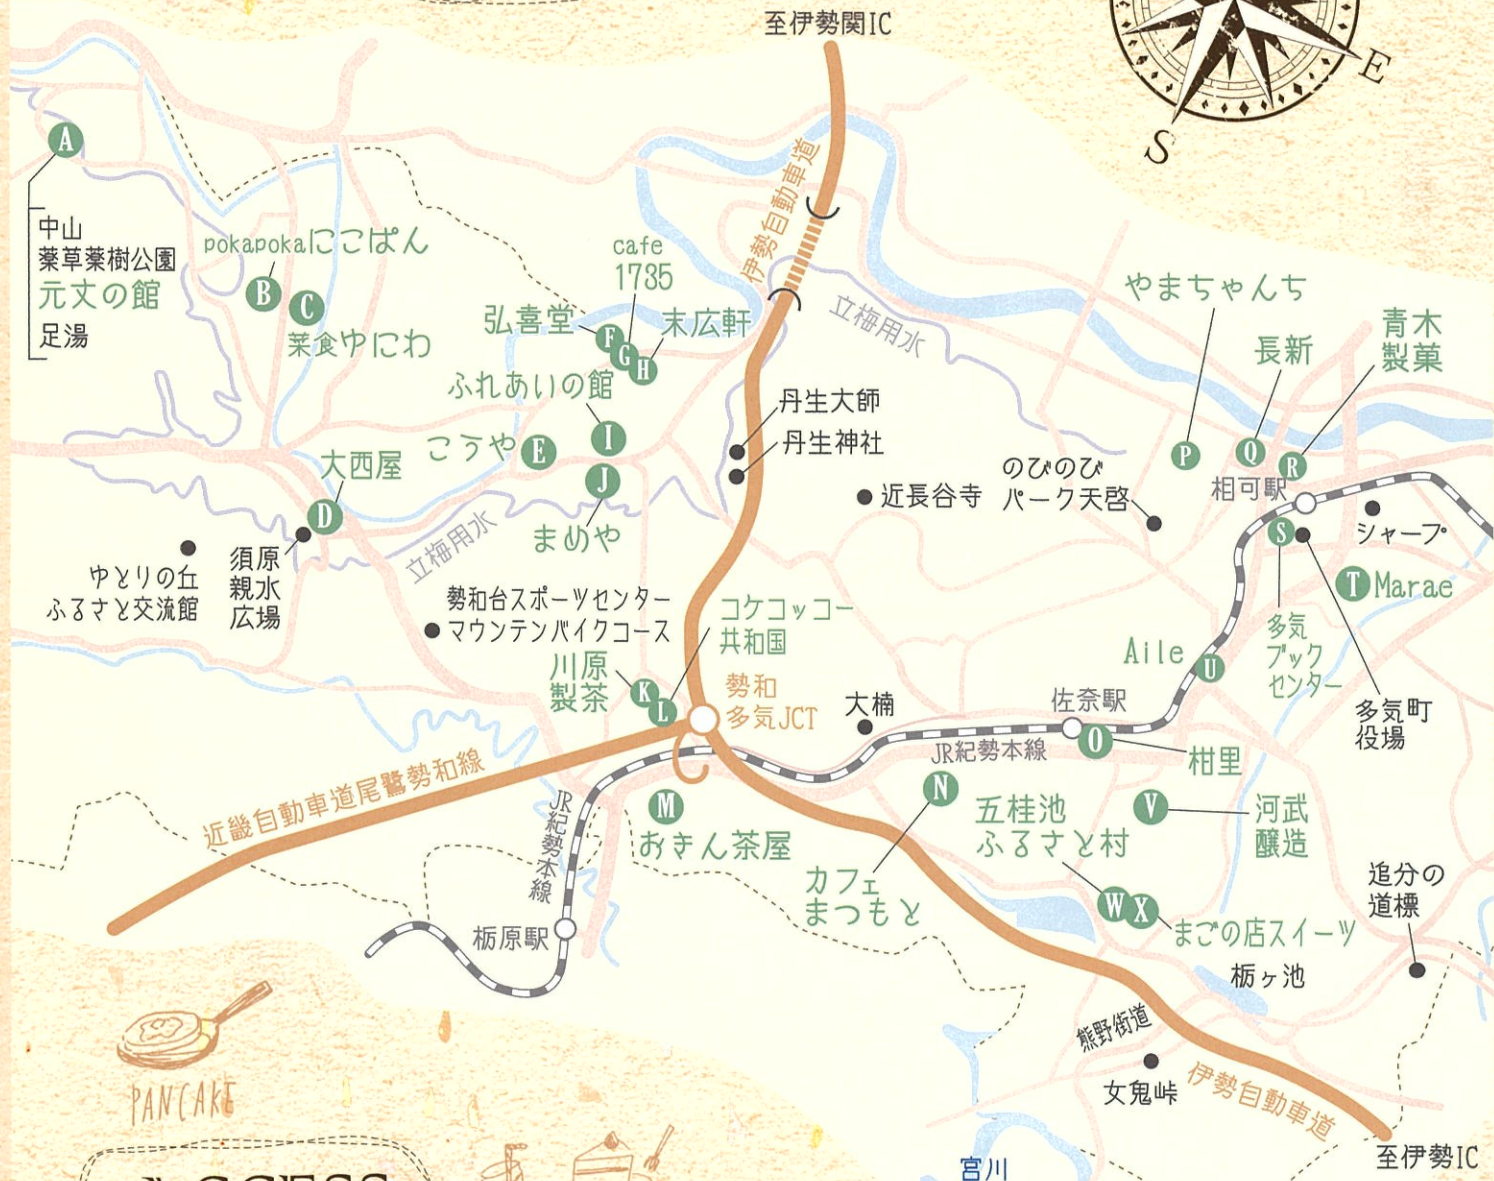 至伊勢関IC
E
S
A
中山
薬草薬樹公園
元丈の館
足湯
pokapokaにこぱん
B
C
菜食ゆにわ
cafe
1735
弘喜堂
末広軒
F
G
H
ふれあいの館
こうや
E
I
J
まめや
伊勢自動車道
立梅用水
丹生大師
丹生神社
近長谷寺
のびのび
パーク天啓
やまちゃんち
長新
青木
製菓
P
Q
R
相可駅
S
シャープ
T
Marae
大西屋
D
須原
親水
広場
ゆとりの丘
ふるさと交流館
立梅用水
勢和台スポーツセンター
マウンテンバイクコース
川原
製茶
K
L
コケコッコー
共和国
勢和
多気JCT
大楠
佐奈駅
JR紀勢本線
Aile
U
多気
ブック
センター
多気町
役場
O
柑里
N
カフェ
まつもと
五桂池
ふるさと村
V
河武
醸造
W
X
まごの店スイーツ
栃ヶ池
追分の
道標
M
おきん茶屋
近畿自動車道尾鷲勢和線
JR紀勢本線
栃原駅
熊野街道
女鬼峠
伊勢自動車道
至伊勢IC
宮川
PANCAKE
ACCESS